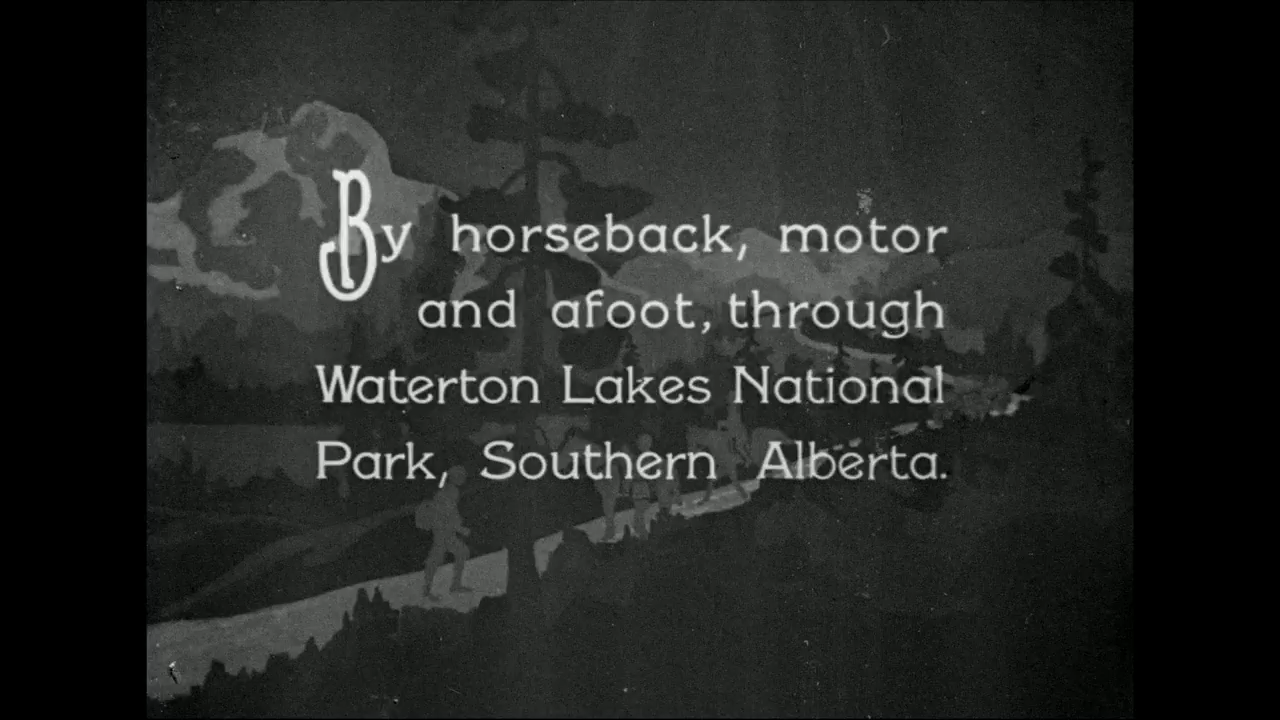 By horseback, motor
and afoot, through
Waterton Lakes National
Park, Southern Alberta.